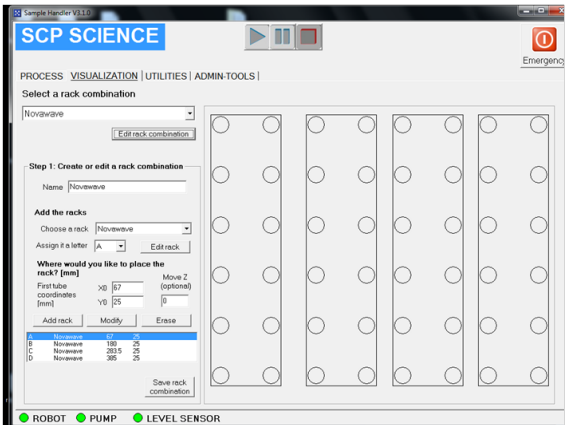 Sample Handler V3.1.0
SCP SCIENCE
Emergency
PROCESS VISUALIZATION | UTILITIES | ADMIN-TOOLS |
Select a rack combination
Novawave
Edit rack combination
Step 1: Create or edit a rack combination
Name Novawave
Add the racks
Choose a rack Novawave
Assign it a letter A Edit rack
Where would you like to place the
rack? [mm]
Move Z
(optional)
First tube
coordinates
[mm]
X0 67
Y0 25
0
Add rack Modify Erase
A Novawave 67 25
B Novawave 180 25
C Novawave 283.5 25
D Novawave 385 25
Save rack
combination
ROBOT PUMP LEVEL SENSOR